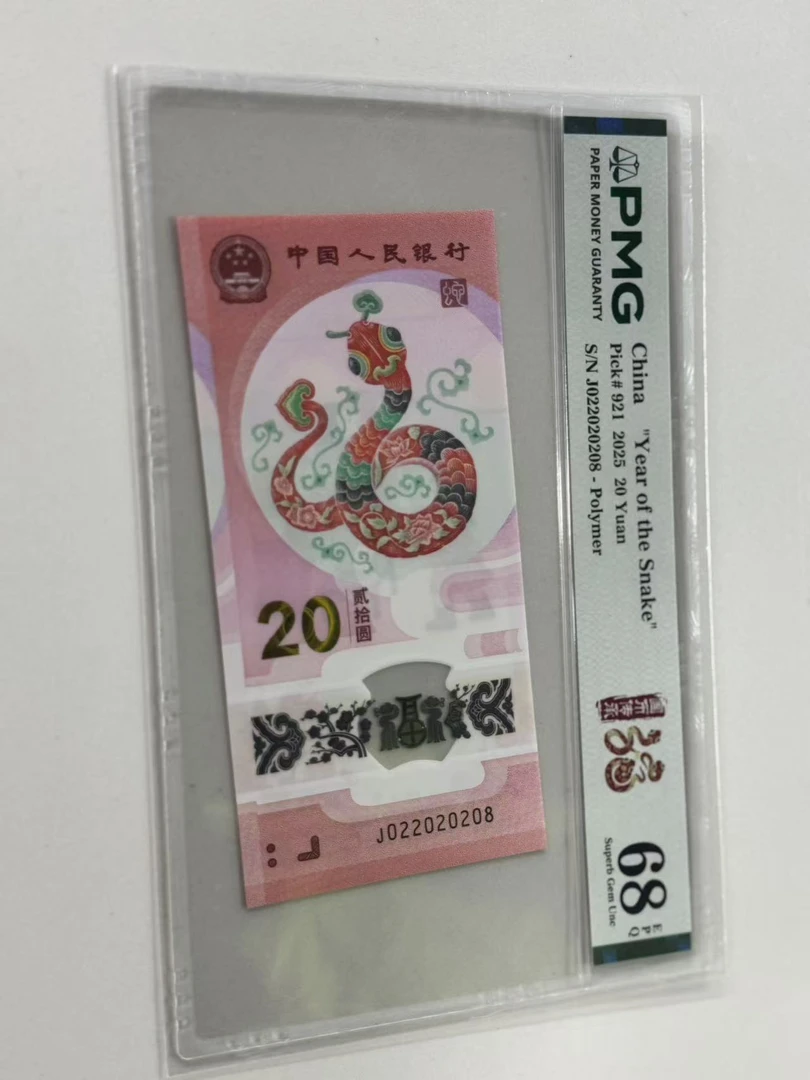 中国人民银行
20
贰拾圆
J022020208
PMG
PAPER MONEY GUARANTY
China "Year of the Snake"
Pick# 921 2025 20 Yuan
S/N J022020208 - Polymer
68
EPQ
Superb Gem Unc